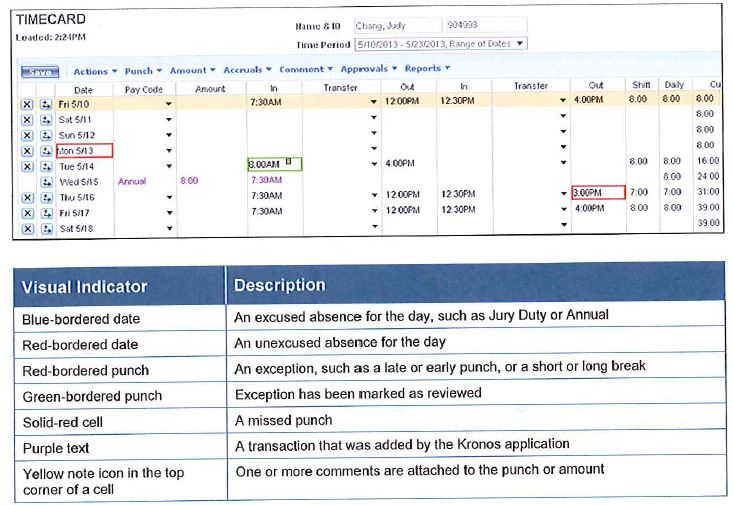 TIMECARD
Loaded: 2:24PM
Name & ID Chang, Judy 904998
Time Period 5/10/2013 - 5/23/2013, Range of Dates
Save Actions Punch Amount Accruals Comment Approvals Reports
Date Pay Code Amount In Transfer Out In Transfer Out Shift Daily Cu
Fri 5/10 7:30AM 12:00PM 12:30PM 4:00PM 8.00 8.00 8.00
Sat 5/11 8.00
Sun 5/12 8.00
Mon 5/13 8.00
Tue 5/14 8:00AM 4:00PM 8:00 8:00 16:00
Wed 5/15 Annual 8:00 7:30AM 8:00 24:00
Thu 5/16 7:30AM 12:00PM 12:30PM 3:00PM 7:00 7:00 31:00
Fri 5/17 7:30AM 12:00PM 12:30PM 4:00PM 8.00 8.00 39.00
Sat 5/18 39.00
Visual Indicator Description
Blue-bordered date An excused absence for the day, such as Jury Duty or Annual
Red-bordered date An unexcused absence for the day
Red-bordered punch An exception, such as a late or early punch, or a short or long break
Green-bordered punch Exception has been marked as reviewed
Solid-red cell A missed punch
Purple text A transaction that was added by the Kronos application
Yellow note icon in the top One or more comments are attached to the punch or amount
corner of a cell